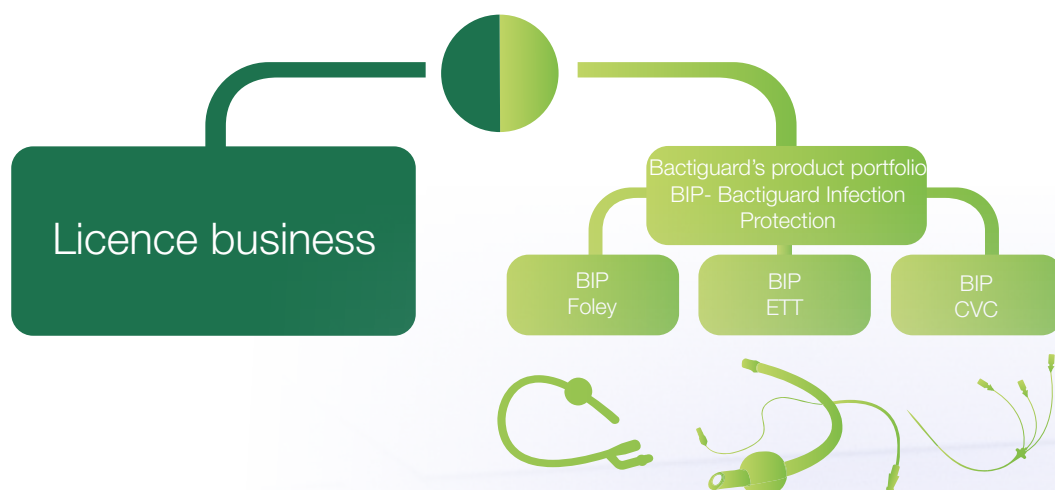 Licence business
Bactiguard’s product portfolio
BIP- Bactiguard Infection
Protection
BIP
Foley
BIP
ETT
BIP
CVC